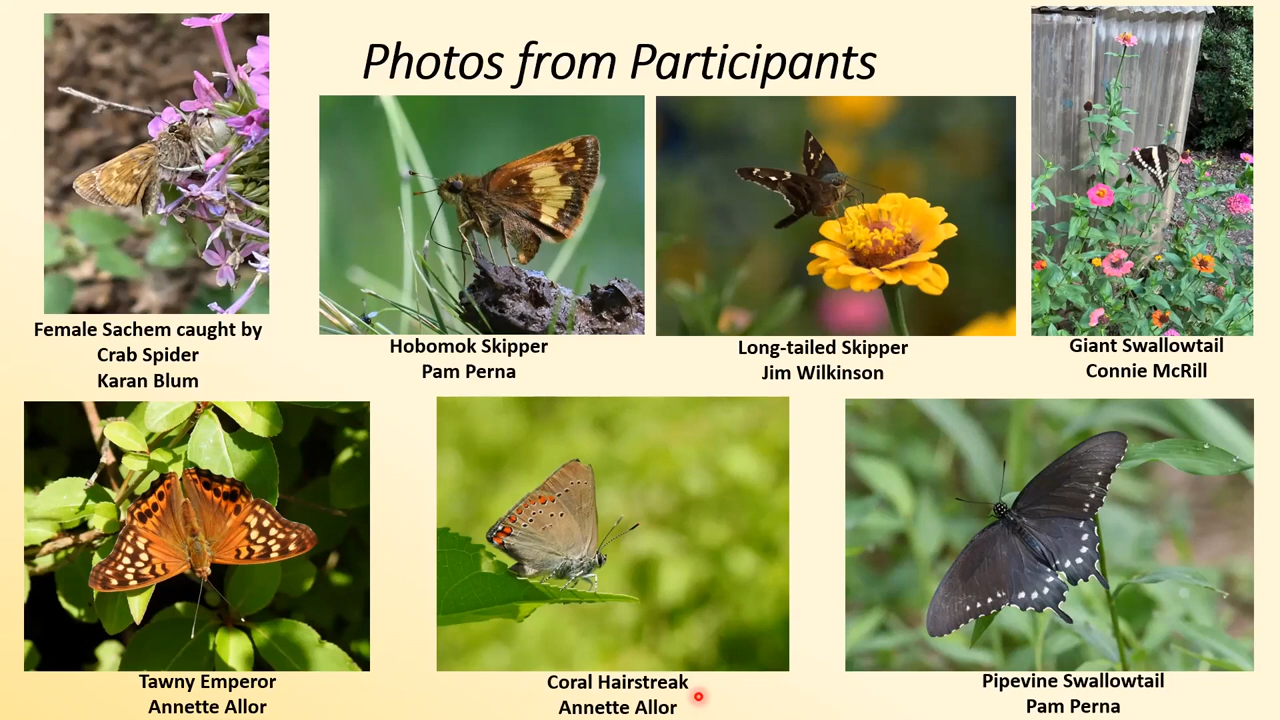 Photos from Participants
Female Sachem caught by
Crab Spider
Karan Blum
Hobomok Skipper
Pam Perna
Long-tailed Skipper
Jim Wilkinson
Giant Swallowtail
Connie McRill
Tawny Emperor
Annette Allor
Coral Hairstreak
Annette Allor
Pipevine Swallowtail
Pam Perna